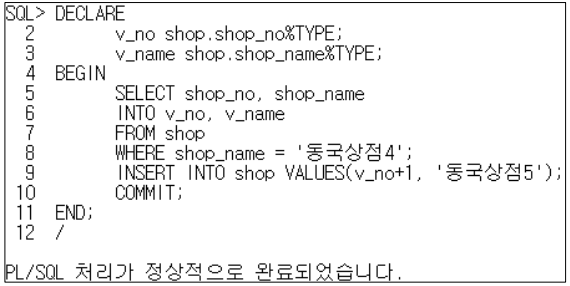 SQL> DECLARE
  2          v_no shop.shop_no%TYPE;
  3          v_name shop.shop_name%TYPE;
  4  BEGIN
  5          SELECT shop_no, shop_name
  6          INTO v_no, v_name
  7          FROM shop
  8          WHERE shop_name = '동국상점4';
  9          INSERT INTO shop VALUES(v_no+1, '동국상점5');
 10          COMMIT;
 11  END;
 12  /
PL/SQL 처리가 정상적으로 완료되었습니다.